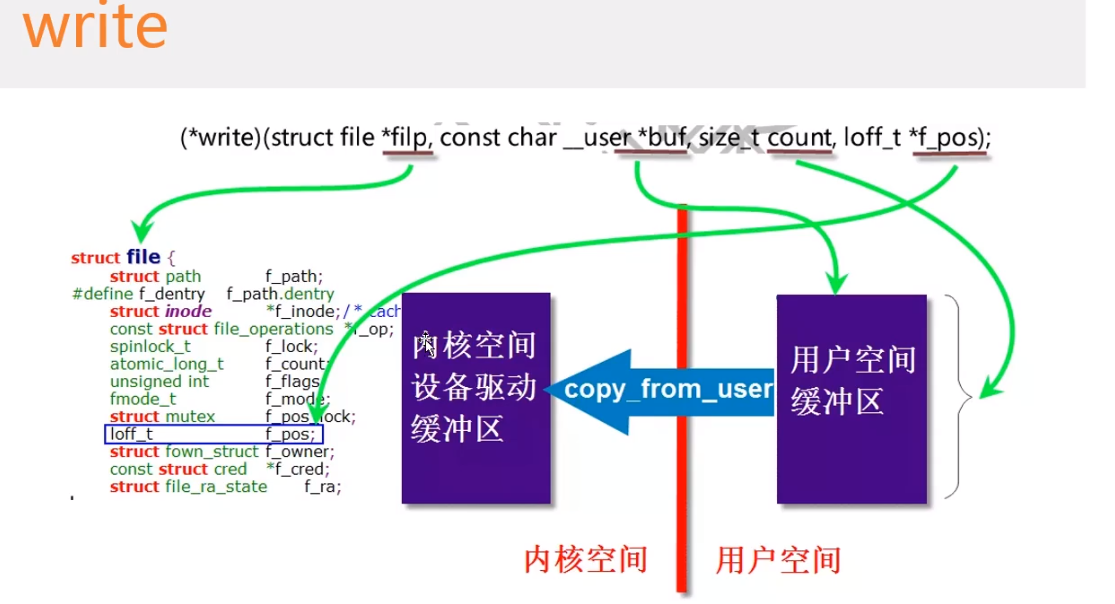 write
(*write)(struct file *filp, const char __user *buf, size_t count, loff_t *f_pos);
struct file {
struct path f_path;
#define f_dentry f_path.dentry
struct inode *f_inode; /* cach
const struct file_operations *f_op;
spinlock_t f_lock;
atomic_long_t f_count;
unsigned int f_flags
fmode_t f_mode;
struct mutex f_pos_lock;
loff_t f_pos;
struct fown_struct f_owner;
const struct cred *f_cred;
struct file_ra_state f_ra;
内核空间
设备驱动
缓冲区
copy_from_user
用户空间
缓冲区
内核空间
用户空间